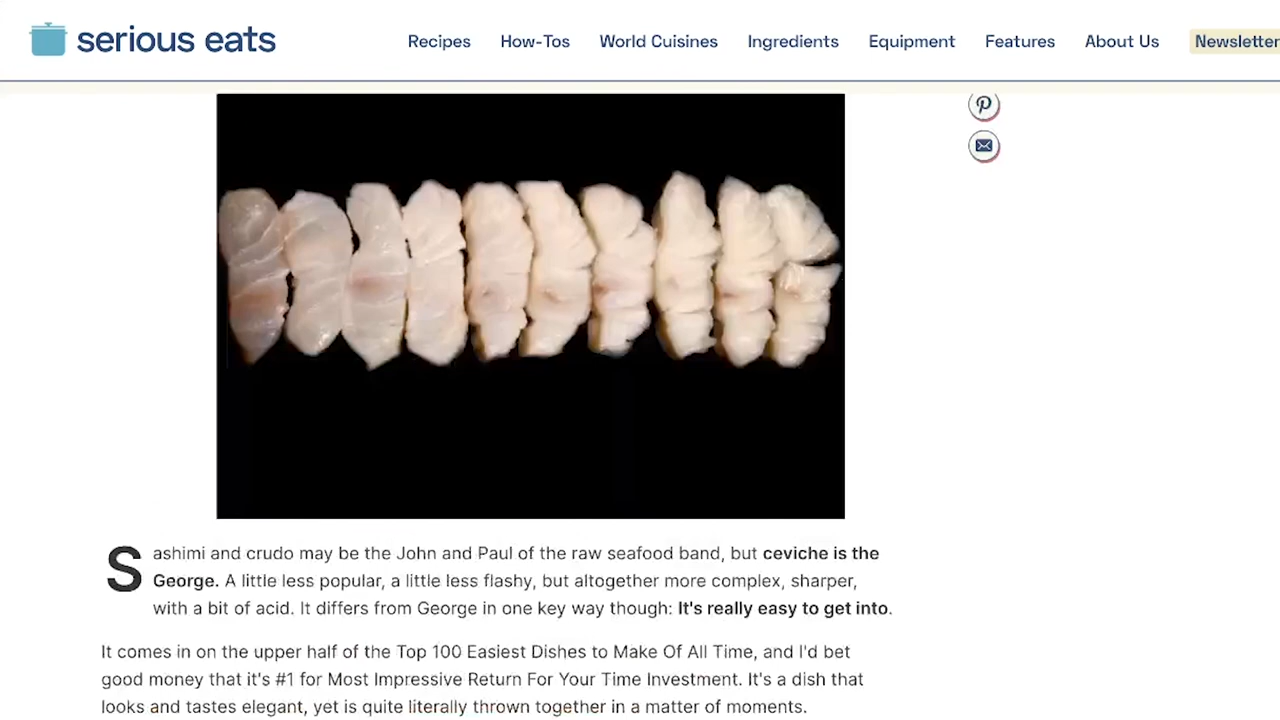 serious eats
Recipes How-Tos World Cuisines Ingredients Equipment Features About Us Newsletter
Sashimi and crudo may be the John and Paul of the raw seafood band, but ceviche is the
George. A little less popular, a little less flashy, but altogether more complex, sharper,
with a bit of acid. It differs from George in one key way though: It's really easy to get into.
It comes in on the upper half of the Top 100 Easiest Dishes to Make Of All Time, and I'd bet
good money that it's #1 for Most Impressive Return For Your Time Investment. It's a dish that
looks and tastes elegant, yet is quite literally thrown together in a matter of moments.